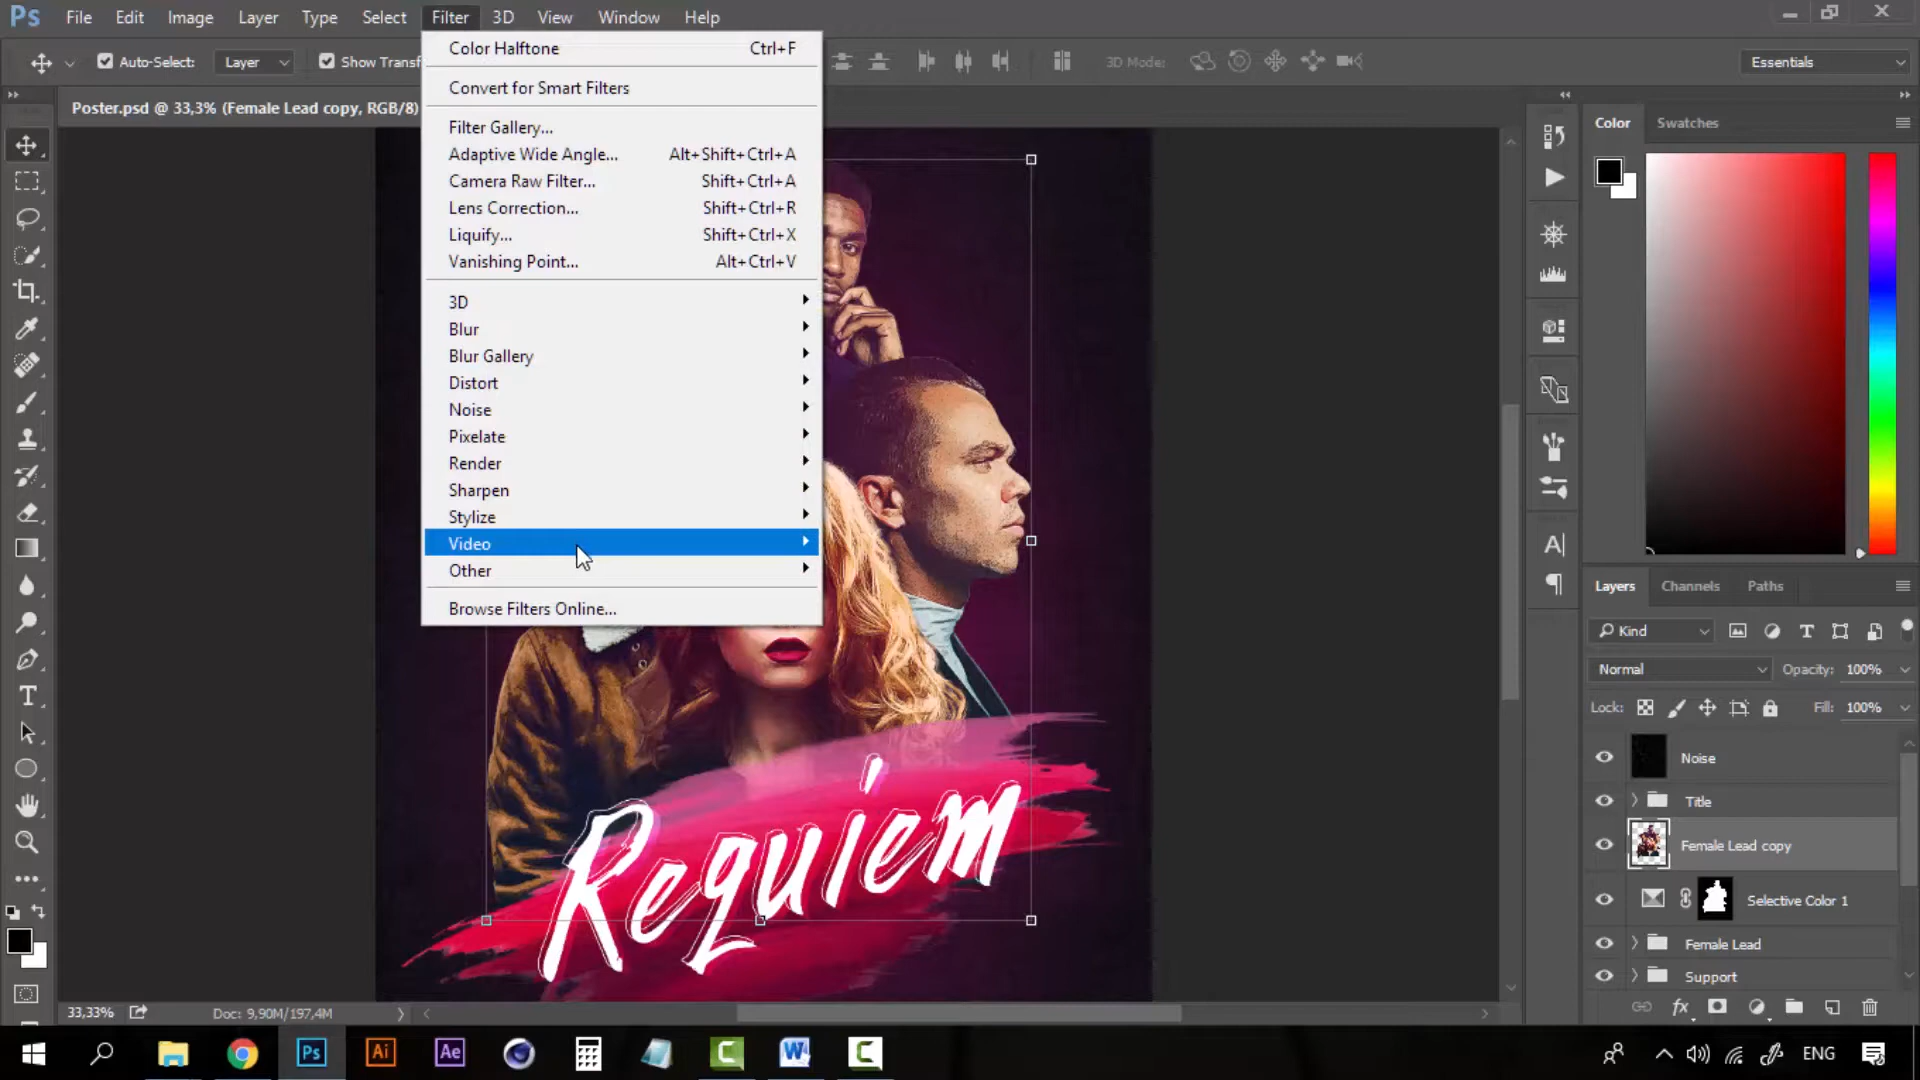 Ps File Edit Image Layer Type Select Filter 3D View Window Help
Auto-Select: Layer Show Transf 3D Mode: Essentials
Poster.psd @ 33,3% (Female Lead copy, RGB/8)
Color Halftone Ctrl+F
Convert for Smart Filters
Filter Gallery...
Adaptive Wide Angle... Alt+Shift+Ctrl+A
Camera Raw Filter... Shift+Ctrl+A
Lens Correction... Shift+Ctrl+R
Liquify... Shift+Ctrl+X
Vanishing Point... Alt+Ctrl+V
3D
Blur
Blur Gallery
Distort
Noise
Pixelate
Render
Sharpen
Stylize
Video
Other
Browse Filters Online...
Requiem
Color Swatches
Layers Channels Paths
Kind
Normal Opacity: 100%
Lock: Fill: 100%
Noise
Title
Female Lead copy
Selective Color 1
Female Lead
Support
fx
33,33% Doc: 9,90M/197,4M
Ps Ai Ae C W C ENG